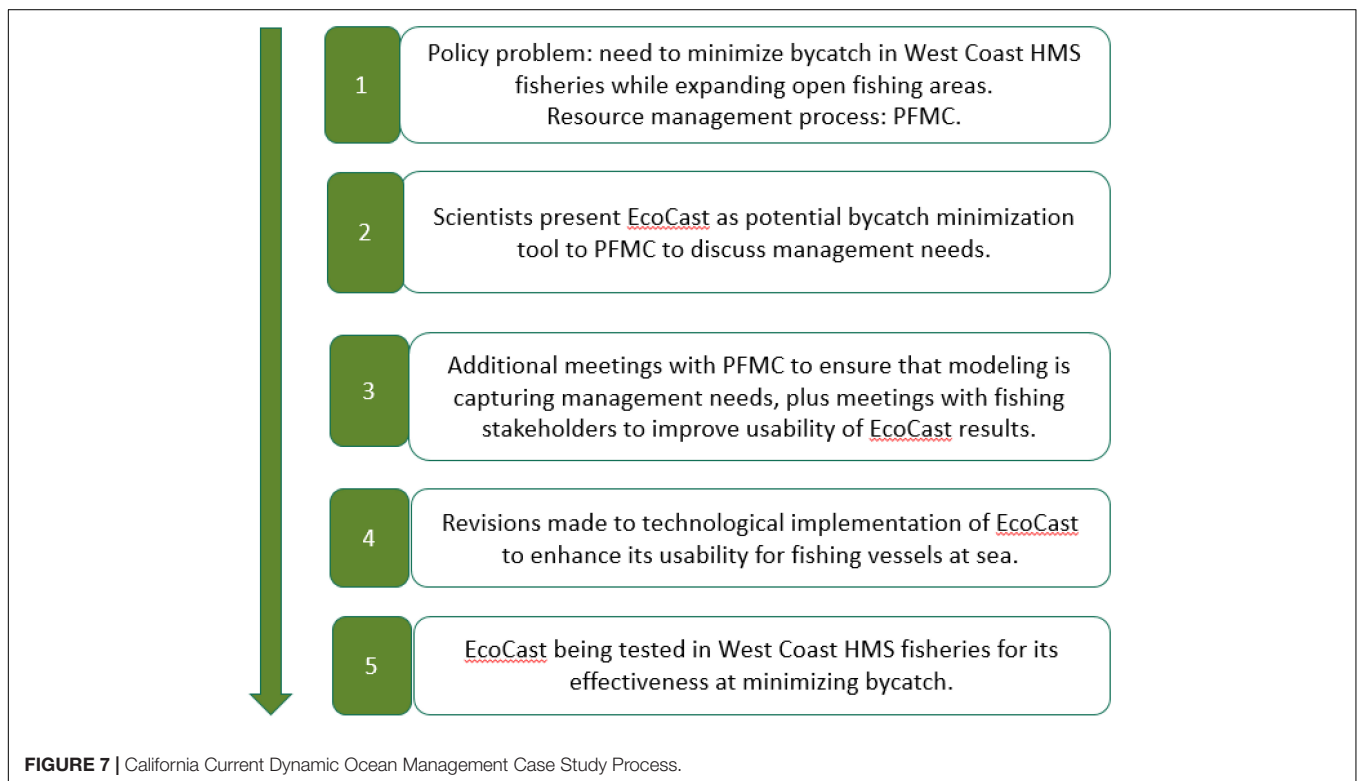 1
Policy problem: need to minimize bycatch in West Coast HMS
fisheries while expanding open fishing areas.
Resource management process: PFMC.
2
Scientists present EcoCast as potential bycatch minimization
tool to PFMC to discuss management needs.
3
Additional meetings with PFMC to ensure that modeling is
capturing management needs, plus meetings with fishing
stakeholders to improve usability of EcoCast results.
4
Revisions made to technological implementation of EcoCast
to enhance its usability for fishing vessels at sea.
5
EcoCast being tested in West Coast HMS fisheries for its
effectiveness at minimizing bycatch.
FIGURE 7 | California Current Dynamic Ocean Management Case Study Process.